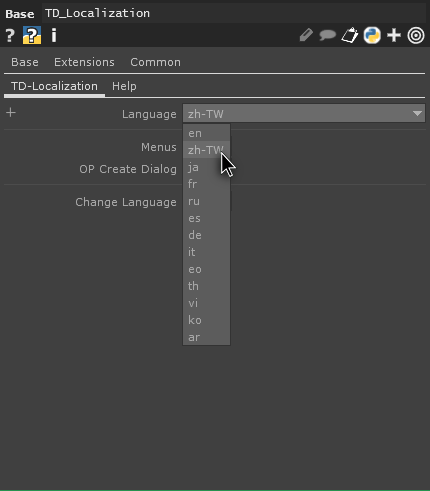 Base TD_Localization
? ? i
Base Extensions Common
TD-Localization Help
+ Language zh-TW
en
Menus zh-TW
OP Create Dialog ja
fr
Change Language ru
es
de
it
eo
th
vi
ko
ar